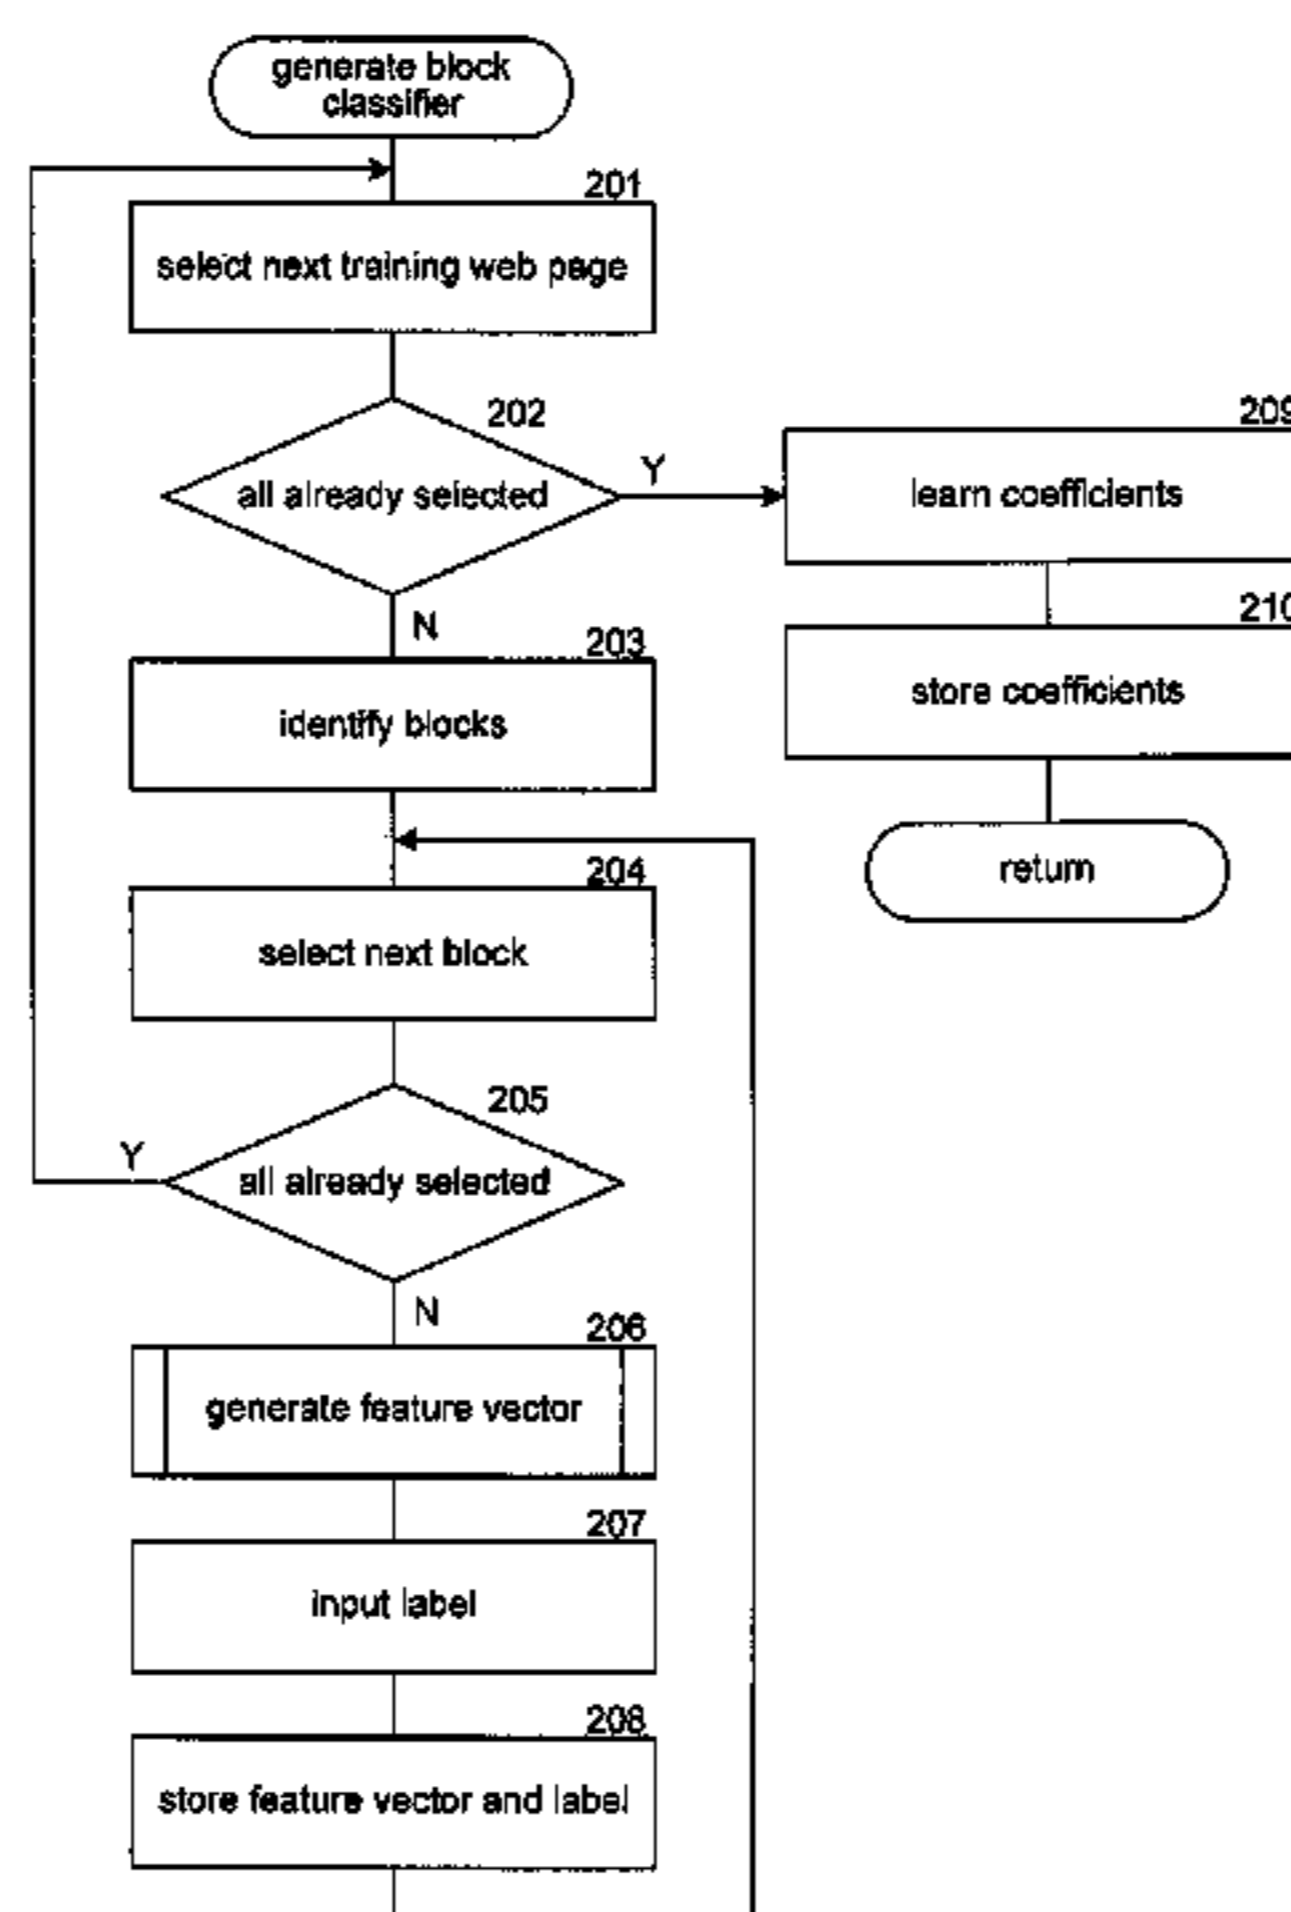 generate block
classifier
201
select next training web page
202
all already selected
Y
209
learn coefficients
N
203
identify blocks
210
store coefficients
return
204
select next block
205
Y
all already selected
N
206
generate feature vector
207
input label
208
store feature vector and label